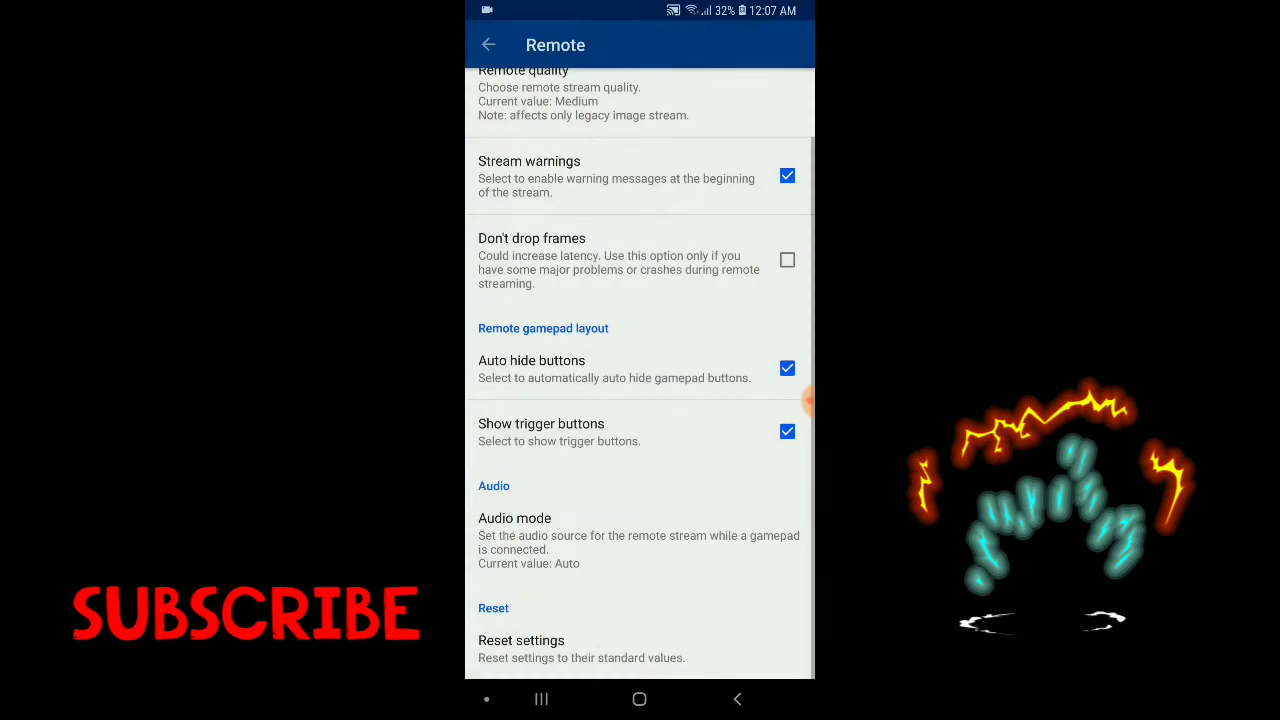 32% 12:07 AM
Remote
Remote quality
Choose remote stream quality.
Current value: Medium
Note: affects only legacy image stream.
Stream warnings
Select to enable warning messages at the beginning
of the stream.
Don't drop frames
Could increase latency. Use this option only if you
have some major problems or crashes during remote
streaming.
Remote gamepad layout
Auto hide buttons
Select to automatically auto hide gamepad buttons.
Show trigger buttons
Select to show trigger buttons.
Audio
Audio mode
Set the audio source for the remote stream while a gamepad
is connected.
Current value: Auto
Reset
Reset settings
Reset settings to their standard values.
SUBSCRIBE